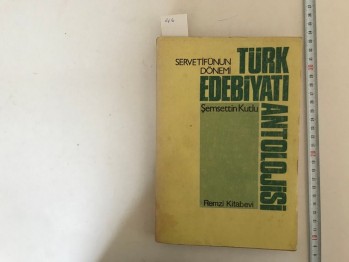 SERVETİFÜNUN
DÖNEMİ
TÜRK
EDEBİYATI
ANTOLOJİSİ
Şemsettin Kutlu
Remzi Kitabevi